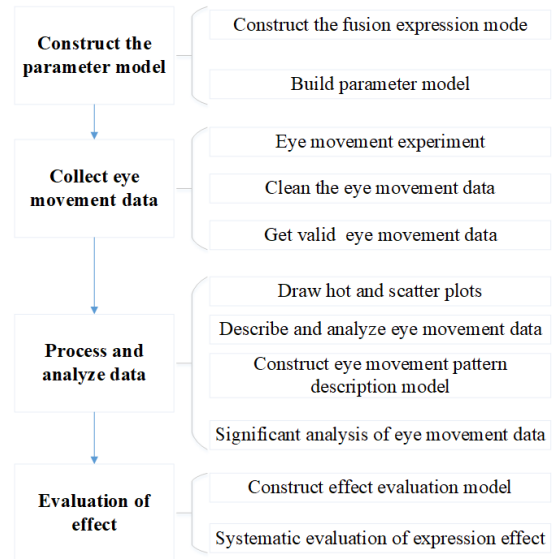 Construct the
parameter model
Construct the fusion expression mode
Build parameter model
Collect eye
movement data
Eye movement experiment
Clean the eye movement data
Get valid eye movement data
Process and
analyze data
Draw hot and scatter plots
Describe and analyze eye movement data
Construct eye movement pattern
description model
Significant analysis of eye movement data
Evaluation of
effect
Construct effect evaluation model
Systematic evaluation of expression effect